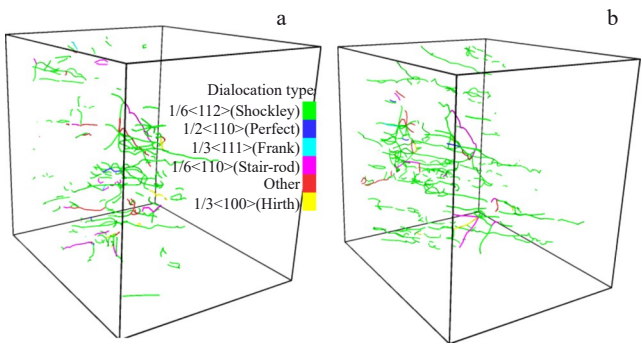 a
b
Dialocation type
1/6<112>(Shockley)
1/2<110>(Perfect)
1/3<111>(Frank)
1/6<110>(Stair-rod)
Other
1/3<100>(Hirth)